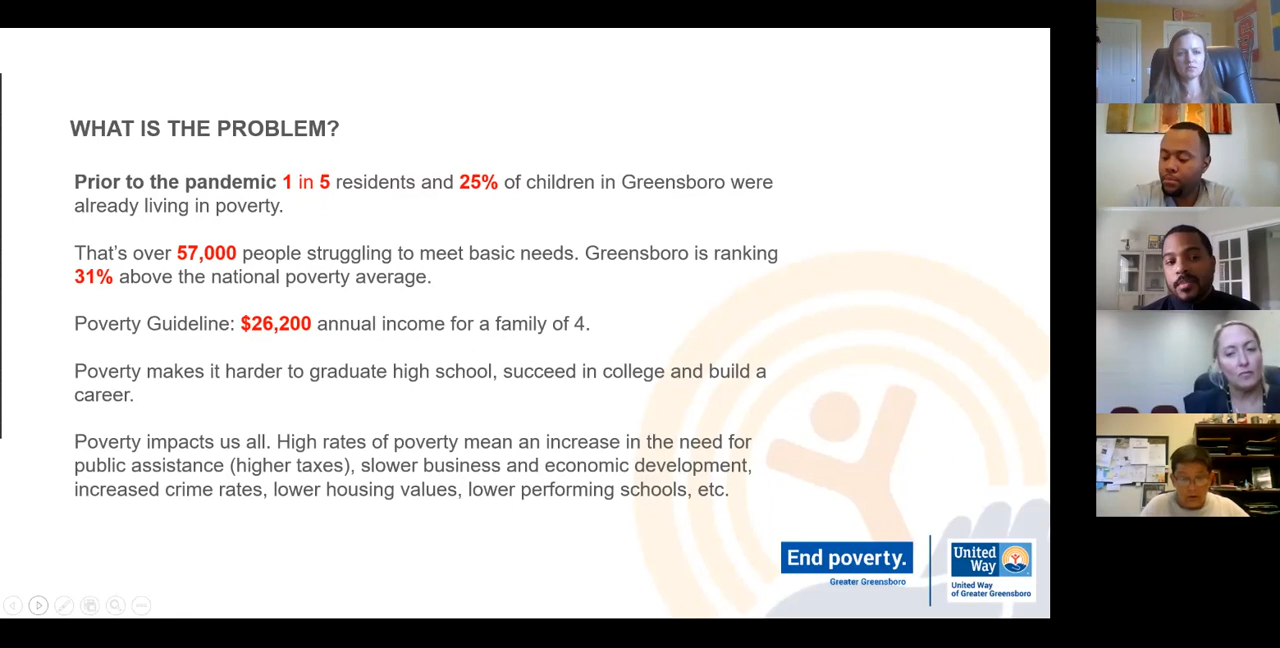 WHAT IS THE PROBLEM?
Prior to the pandemic 1 in 5 residents and 25% of children in Greensboro were
already living in poverty.
That's over 57,000 people struggling to meet basic needs. Greensboro is ranking
31% above the national poverty average.
Poverty Guideline: $26,200 annual income for a family of 4.
Poverty makes it harder to graduate high school, succeed in college and build a
career.
Poverty impacts us all. High rates of poverty mean an increase in the need for
public assistance (higher taxes), slower business and economic development,
increased crime rates, lower housing values, lower performing schools, etc.
End poverty.
Greater Greensboro
United
Way
United Way
of Greater Greensboro